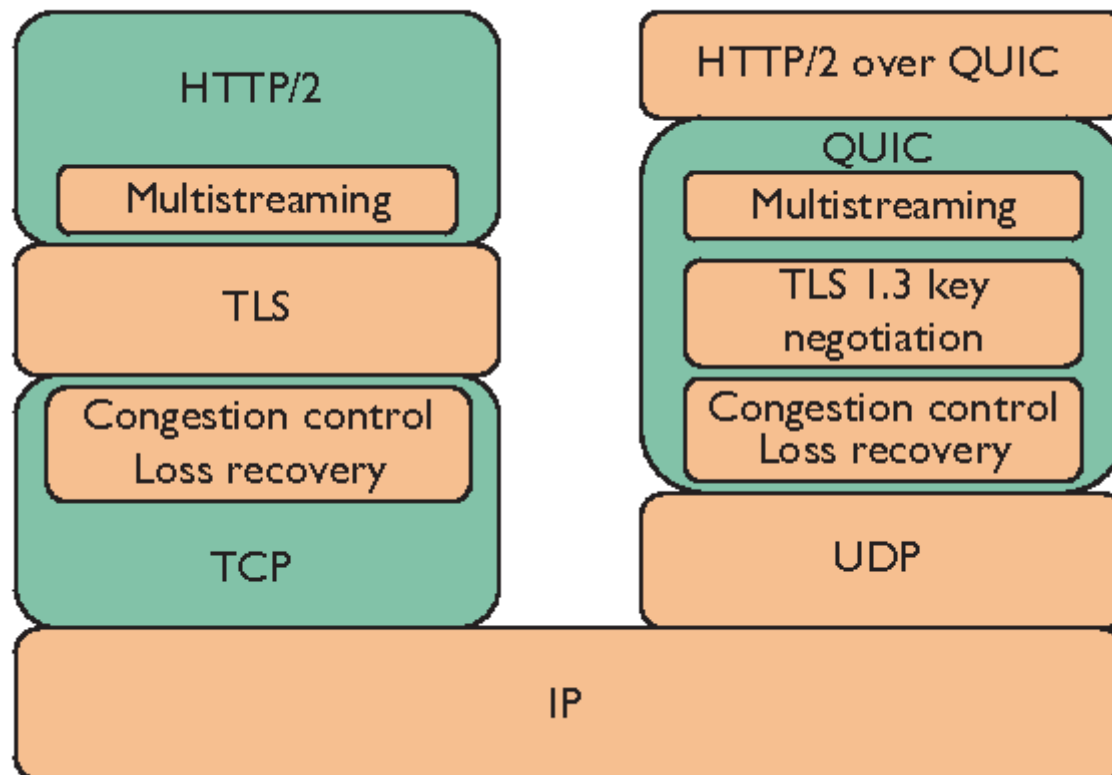 HTTP/2
Multistreaming
TLS
Congestion control
Loss recovery
TCP
HTTP/2 over QUIC
QUIC
Multistreaming
TLS 1.3 key
negotiation
Congestion control
Loss recovery
UDP
IP